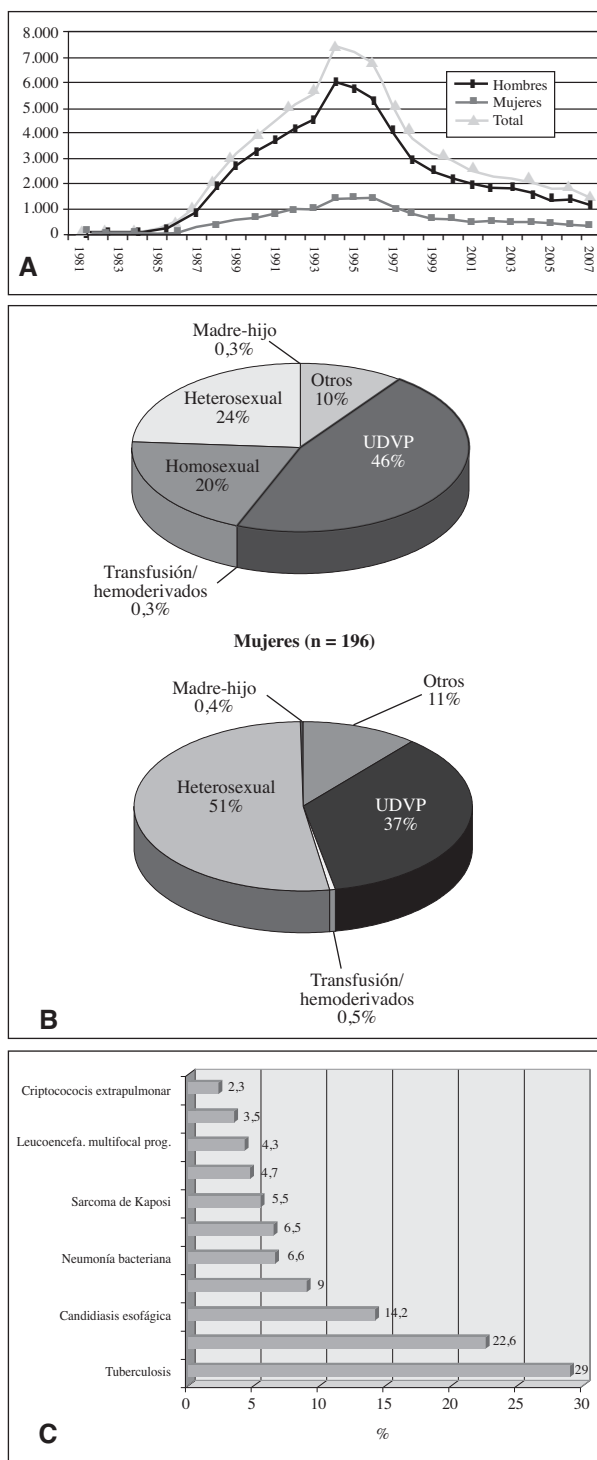 8.000
7.000
6.000
5.000
4.000
3.000
2.000
1.000
0
Hombres
Mujeres
Total
1981
1983
1985
1987
1989
1991
1993
1995
1997
1999
2001
2003
2005
2007
A
Madre-hijo
0,3%
Otros
10%
Heterosexual
24%
UDVP
46%
Homosexual
20%
Transfusión/
hemoderivados
0,3%
Mujeres (n = 196)
Madre-hijo
0,4%
Otros
11%
Heterosexual
51%
UDVP
37%
Transfusión/
hemoderivados
0,5%
B
Criptococócis extrapulmonar
2,3
3,5
Leucoencefa. multifocal prog.
4,3
4,7
Sarcoma de Kaposi
5,5
6,5
Neumonía bacteriana
6,6
9
Candidiasis esofágica
14,2
22,6
Tuberculosis
29
0
5
10
15
20
25
30
%
C